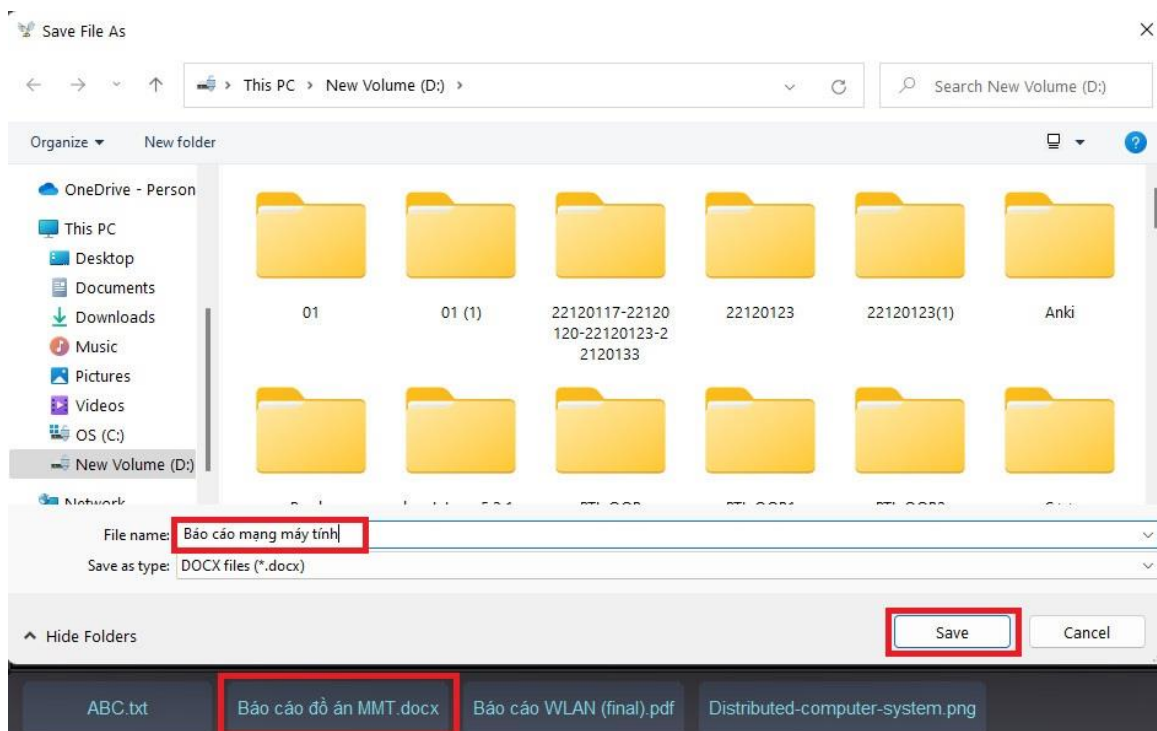 Save File As
This PC > New Volume (D:) >
Search New Volume (D:)
Organize
New folder
OneDrive - Person
This PC
Desktop
Documents
Downloads
Music
Pictures
Videos
OS (C:)
New Volume (D:)
Network
01
01 (1)
22120117-22120
120-22120123-2
2120133
22120123
22120123(1)
Anki
File name: Báo cáo mạng máy tính
Save as type: DOCX files (*.docx)
Hide Folders
Save
Cancel
ABC.txt
Báo cáo đồ án MMT.docx
Báo cáo WLAN (final).pdf
Distributed-computer-system.png